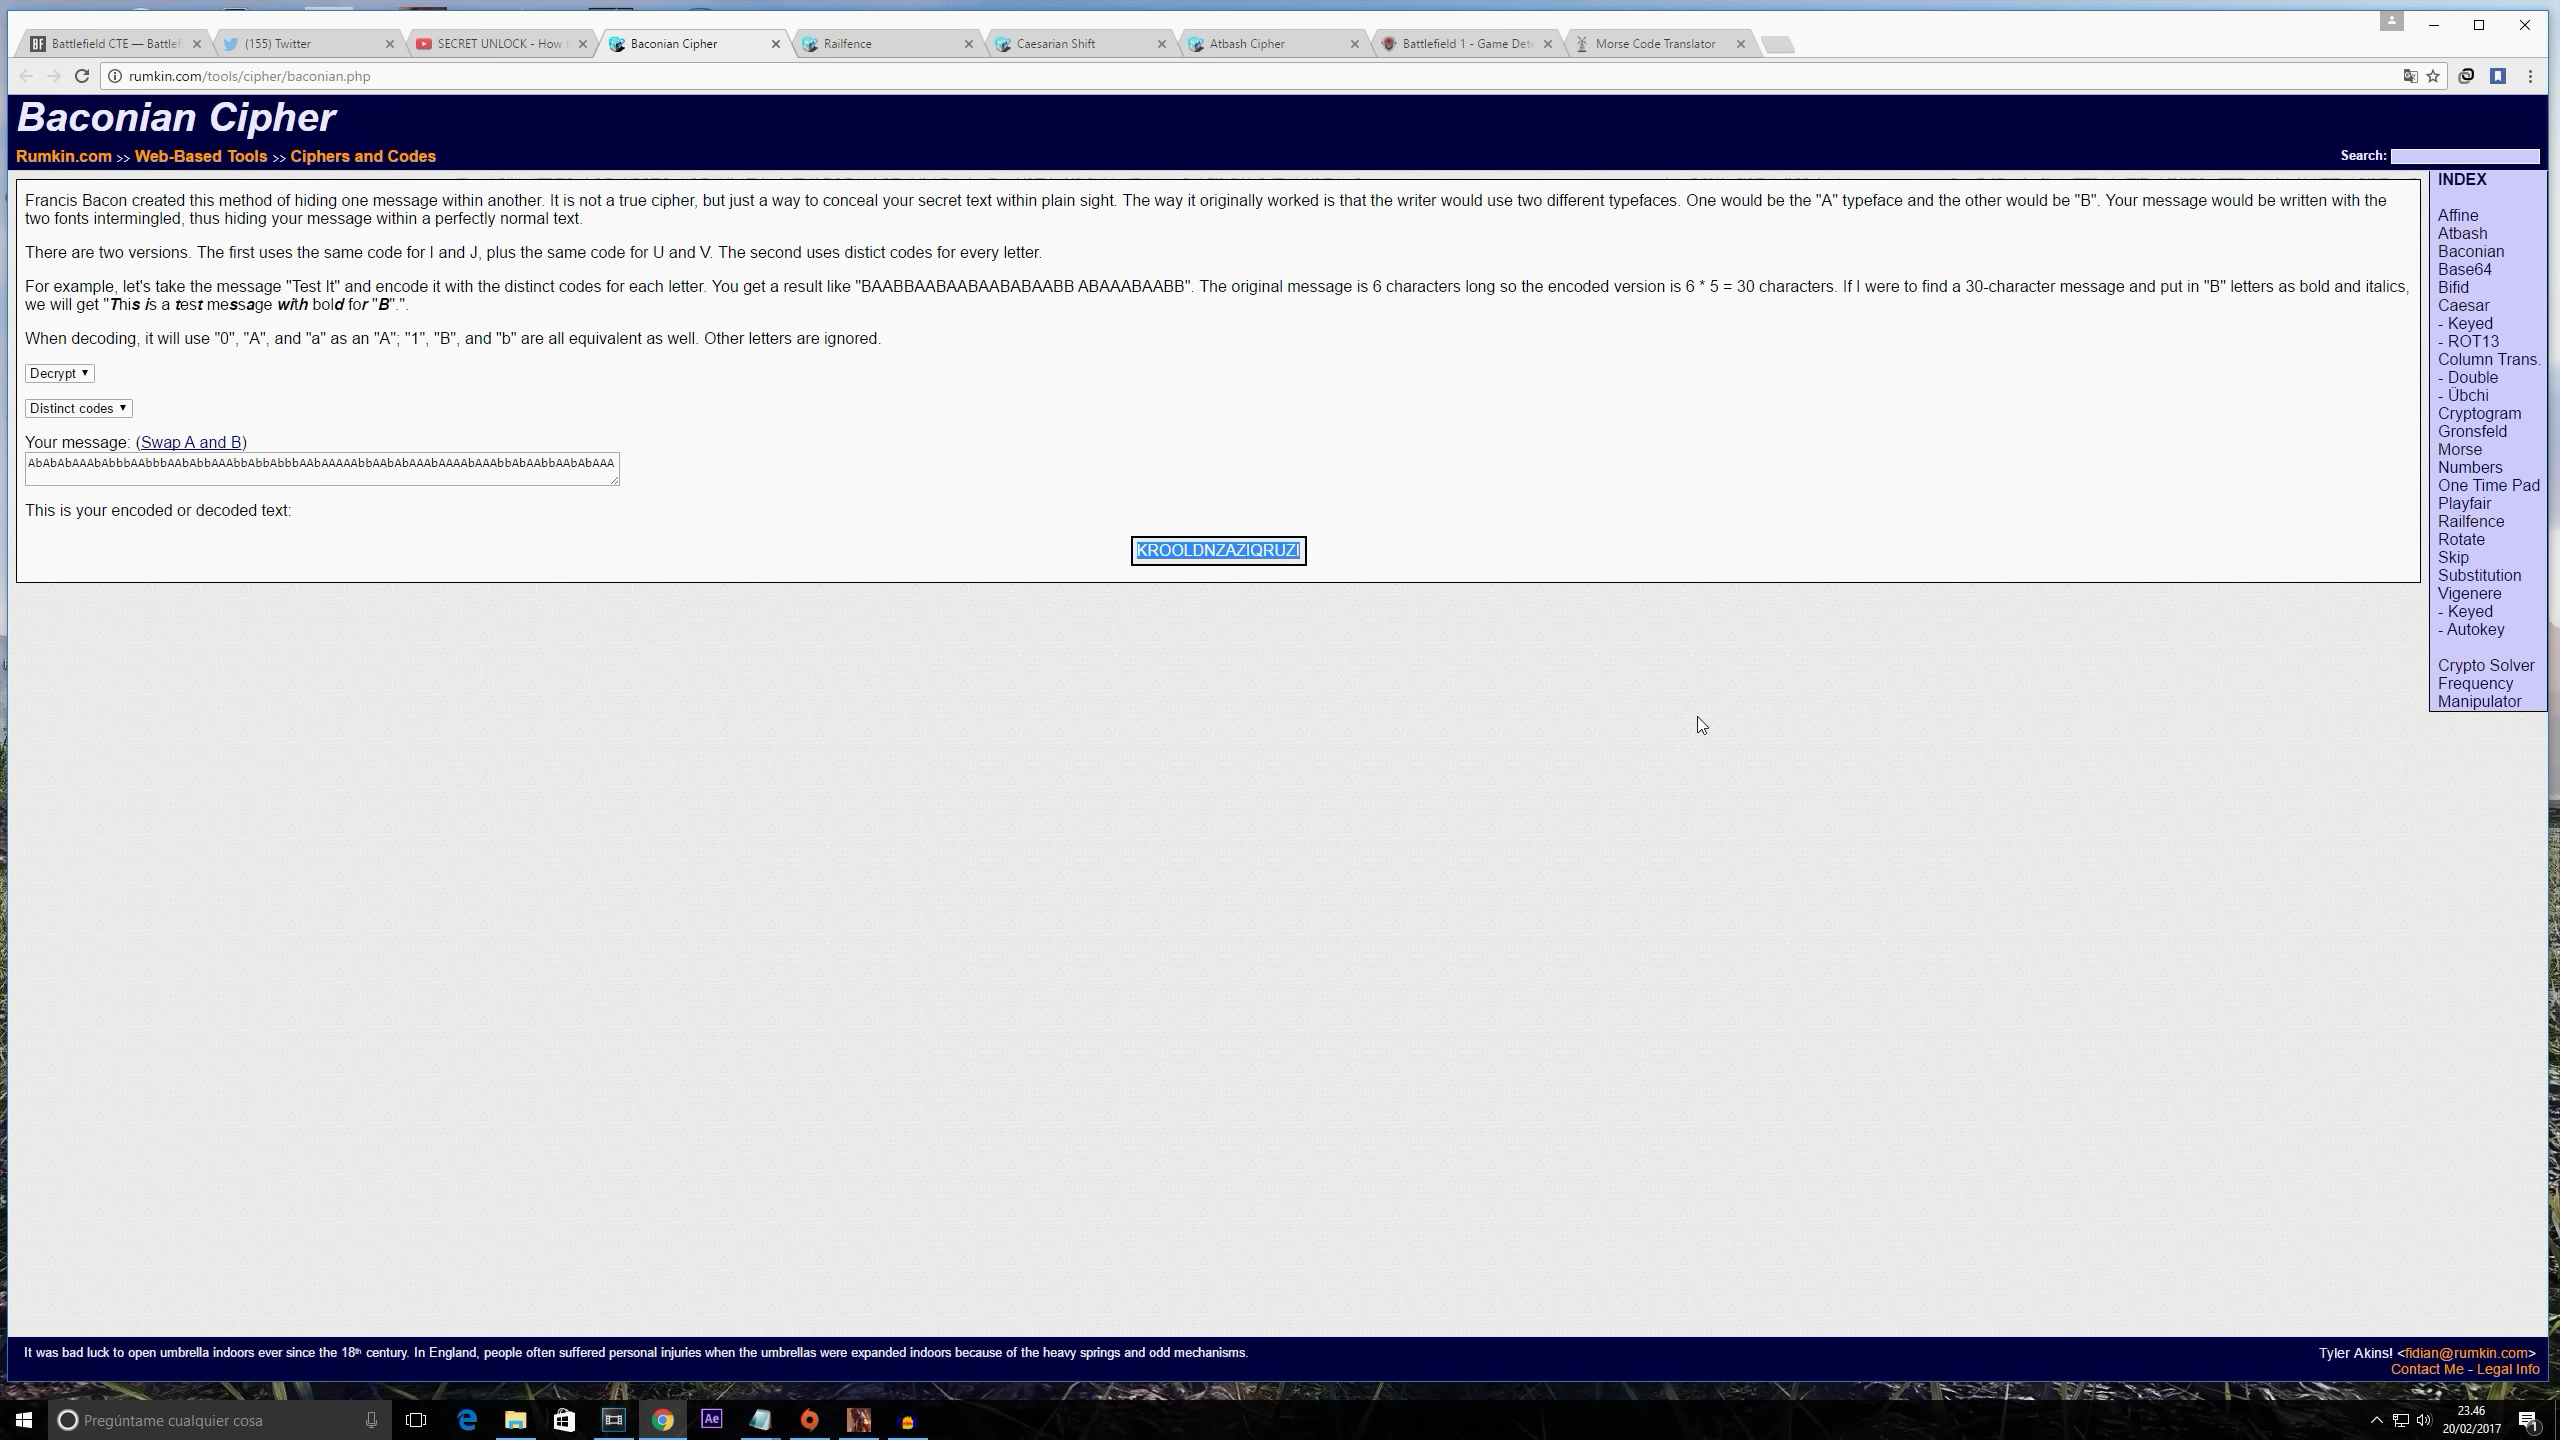 Battlefield CTE — Battlef
(155) Twitter
SECRET UNLOCK - How t
Baconian Cipher
Railfence
Caesarian Shift
Atbash Cipher
Battlefield 1 - Game Dete
Morse Code Translator
rumkin.com/tools/cipher/baconian.php
Baconian Cipher
Rumkin.com >> Web-Based Tools >> Ciphers and Codes
Search:
Francis Bacon created this method of hiding one message within another. It is not a true cipher, but just a way to conceal your secret text within plain sight. The way it originally worked is that the writer would use two different typefaces. One would be the "A" typeface and the other would be "B". Your message would be written with the
two fonts intermingled, thus hiding your message within a perfectly normal text.
There are two versions. The first uses the same code for I and J, plus the same code for U and V. The second uses distict codes for every letter.
For example, let's take the message "Test It" and encode it with the distinct codes for each letter. You get a result like "BAABBAABAABAABABAABB ABAAABAABB". The original message is 6 characters long so the encoded version is 6 * 5 = 30 characters. If I were to find a 30-character message and put in "B" letters as bold and italics,
we will get "This is a test message with bold for "B".".
When decoding, it will use "0", "A", and "a" as an "A"; "1", "B", and "b" are all equivalent as well. Other letters are ignored.
Decrypt
Distinct codes
Your message: (Swap A and B)
AbAbAbAAAbAbbbAAbbbAAbAbbAAAbbAbbAbbbAAbAAAAAbbAAbAbAAAbAAAAbAAAbbAbAAbbAAbAbAAA
This is your encoded or decoded text:
KROOLDNZAZIQRUZI
INDEX
Affine
Atbash
Baconian
Base64
Bifid
Caesar
- Keyed
- ROT13
Column Trans.
- Double
- Übchi
Cryptogram
Gronsfeld
Morse
Numbers
One Time Pad
Playfair
Railfence
Rotate
Skip
Substitution
Vigenere
- Keyed
- Autokey
Crypto Solver
Frequency
Manipulator
It was bad luck to open umbrella indoors ever since the 18th century. In England, people often suffered personal injuries when the umbrellas were expanded indoors because of the heavy springs and odd mechanisms.
Tyler Akins! <fidian@rumkin.com>
Contact Me - Legal Info
Pregúntame cualquier cosa
Ae
23.46
20/02/2017
1